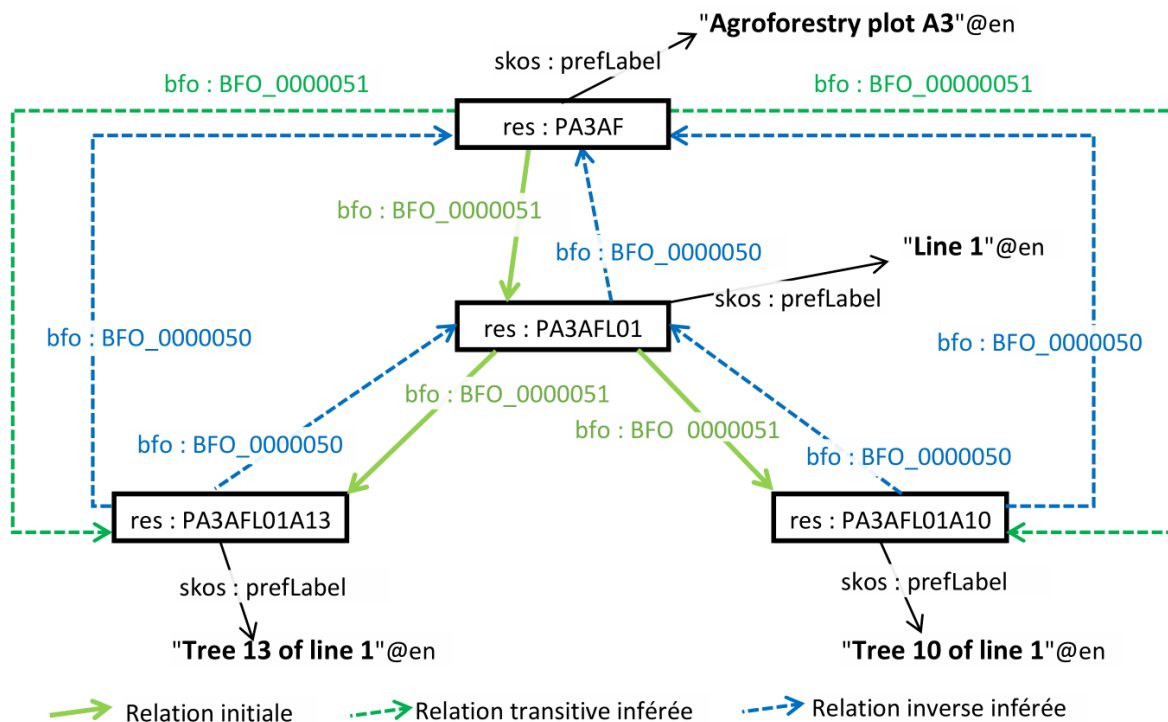 "Agroforestry plot A3"@en
skos : prefLabel
bfo : BFO_0000051
bfo : BFO_00000051
res : PA3AF
bfo : BFO_0000051
bfo : BFO_0000050
"Line 1"@en
skos : prefLabel
res : PA3AFL01
bfo : BFO_0000050
bfo : BFO_0000050
bfo : BFO_0000051
bfo : BFO_0000051
bfo : BFO_0000050
bfo : BFO_0000050
res : PA3AFL01A13
res : PA3AFL01A10
skos : prefLabel
skos : prefLabel
"Tree 13 of line 1"@en
"Tree 10 of line 1"@en
Relation initiale
Relation transitive inférée
Relation inverse inférée